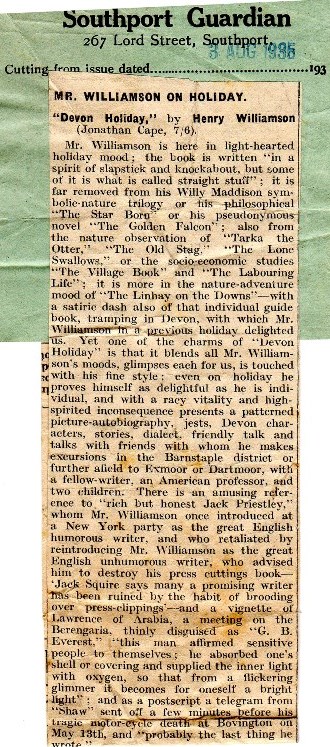 Southport Guardian
267 Lord Street, Southport,
3 AUG 1935
Cutting from issue dated.....................193
MR. WILLIAMSON ON HOLIDAY.
"Devon Holiday," by Henry Williamson
(Jonathan Cape, 7/6).
Mr. Williamson is here in light-hearted
holiday mood; the book is written "in a
spirit of slapstick and knockabout, but some
of it is what is called straight stuff"; it is
far removed from his Willy Maddison sym-
bolic-nature trilogy or his philosophical
"The Star Born" or his pseudonymous
novel "The Golden Falcon"; also from
the nature observation of "Tarka the
Otter," "The Old Stag," "The Lone
Swallows," or the socio-economic studies
"The Village Book" and "The Labouring
Life"; it is more in the nature-adventure
mood of "The Linhay on the Downs"—with
a satiric dash also of that individual guide
book, tramping in Devon, with which Mr.
Williamson in a previous holiday delighted
us. Yet one of the charms of "Devon
Holiday" is that it blends all Mr. William-
son's moods, glimpses each for us, is touched
with his fine style; even on holiday he
proves himself as delightful as he is indi-
vidual, and with a racy vitality and high-
spirited inconsequence presents a patterned
picture-autobiography, jests, Devon char-
acters, stories, dialect, friendly talk and
talks with friends with whom he makes
excursions in the Barnstaple district or
further afield to Exmoor or Dartmoor, with
a fellow-writer, an American professor, and
two children. There is an amusing refer-
ence to "rich but honest Jack Priestley,"
whom Mr. Williamson once introduced at
a New York party as the great English
humorous writer, and who retaliated by
reintroducing Mr. Williamson as the great
English unhumorous writer, who advised
him to destroy his press cuttings book—
'Jack Squire says many a promising writer
has been ruined by the habit of brooding
over press-clippings'—and a vignette of
Lawrence of Arabia, a meeting on the
Berengaria, thinly disguised as "G. B.
Everest," "this man affirmed sensitive
people to themselves; he absorbed one's
shell or covering and supplied the inner light
with oxygen, so that from a flickering
glimmer it becomes for oneself a bright
light"; and as a postscript a telegram from
"Shaw" sent off a few minutes before his
tragic motor-cycle death at Bovington on
May 13th, and "probably the last thing he
wrote."